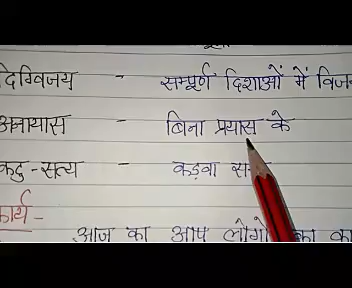 दिग्विजय - सम्पूर्ण दिशाओं में
अनायास - बिना प्रयास के
कटु-सत्य - कड़वा
कार्य -
आज का आप लोगों का